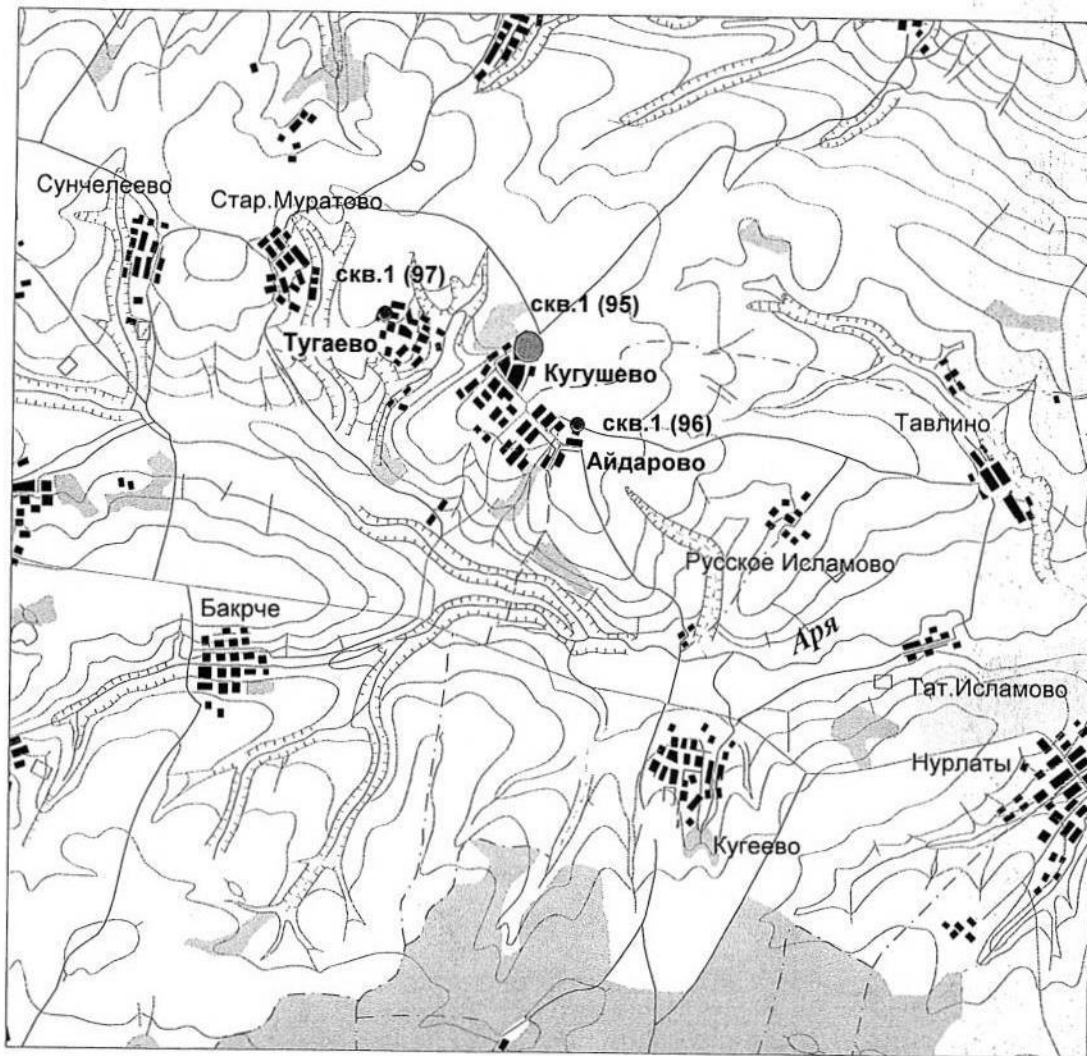 Сунчелеево
Стар.Муратово
скв.1 (97)
скв.1 (95)
Тугаево
Кугушево
Тавлино
скв.1 (96)
Айдарово
Русское Исламово
Бакрче
Аря
Тат.Исламово
Нурлаты
Кугеево